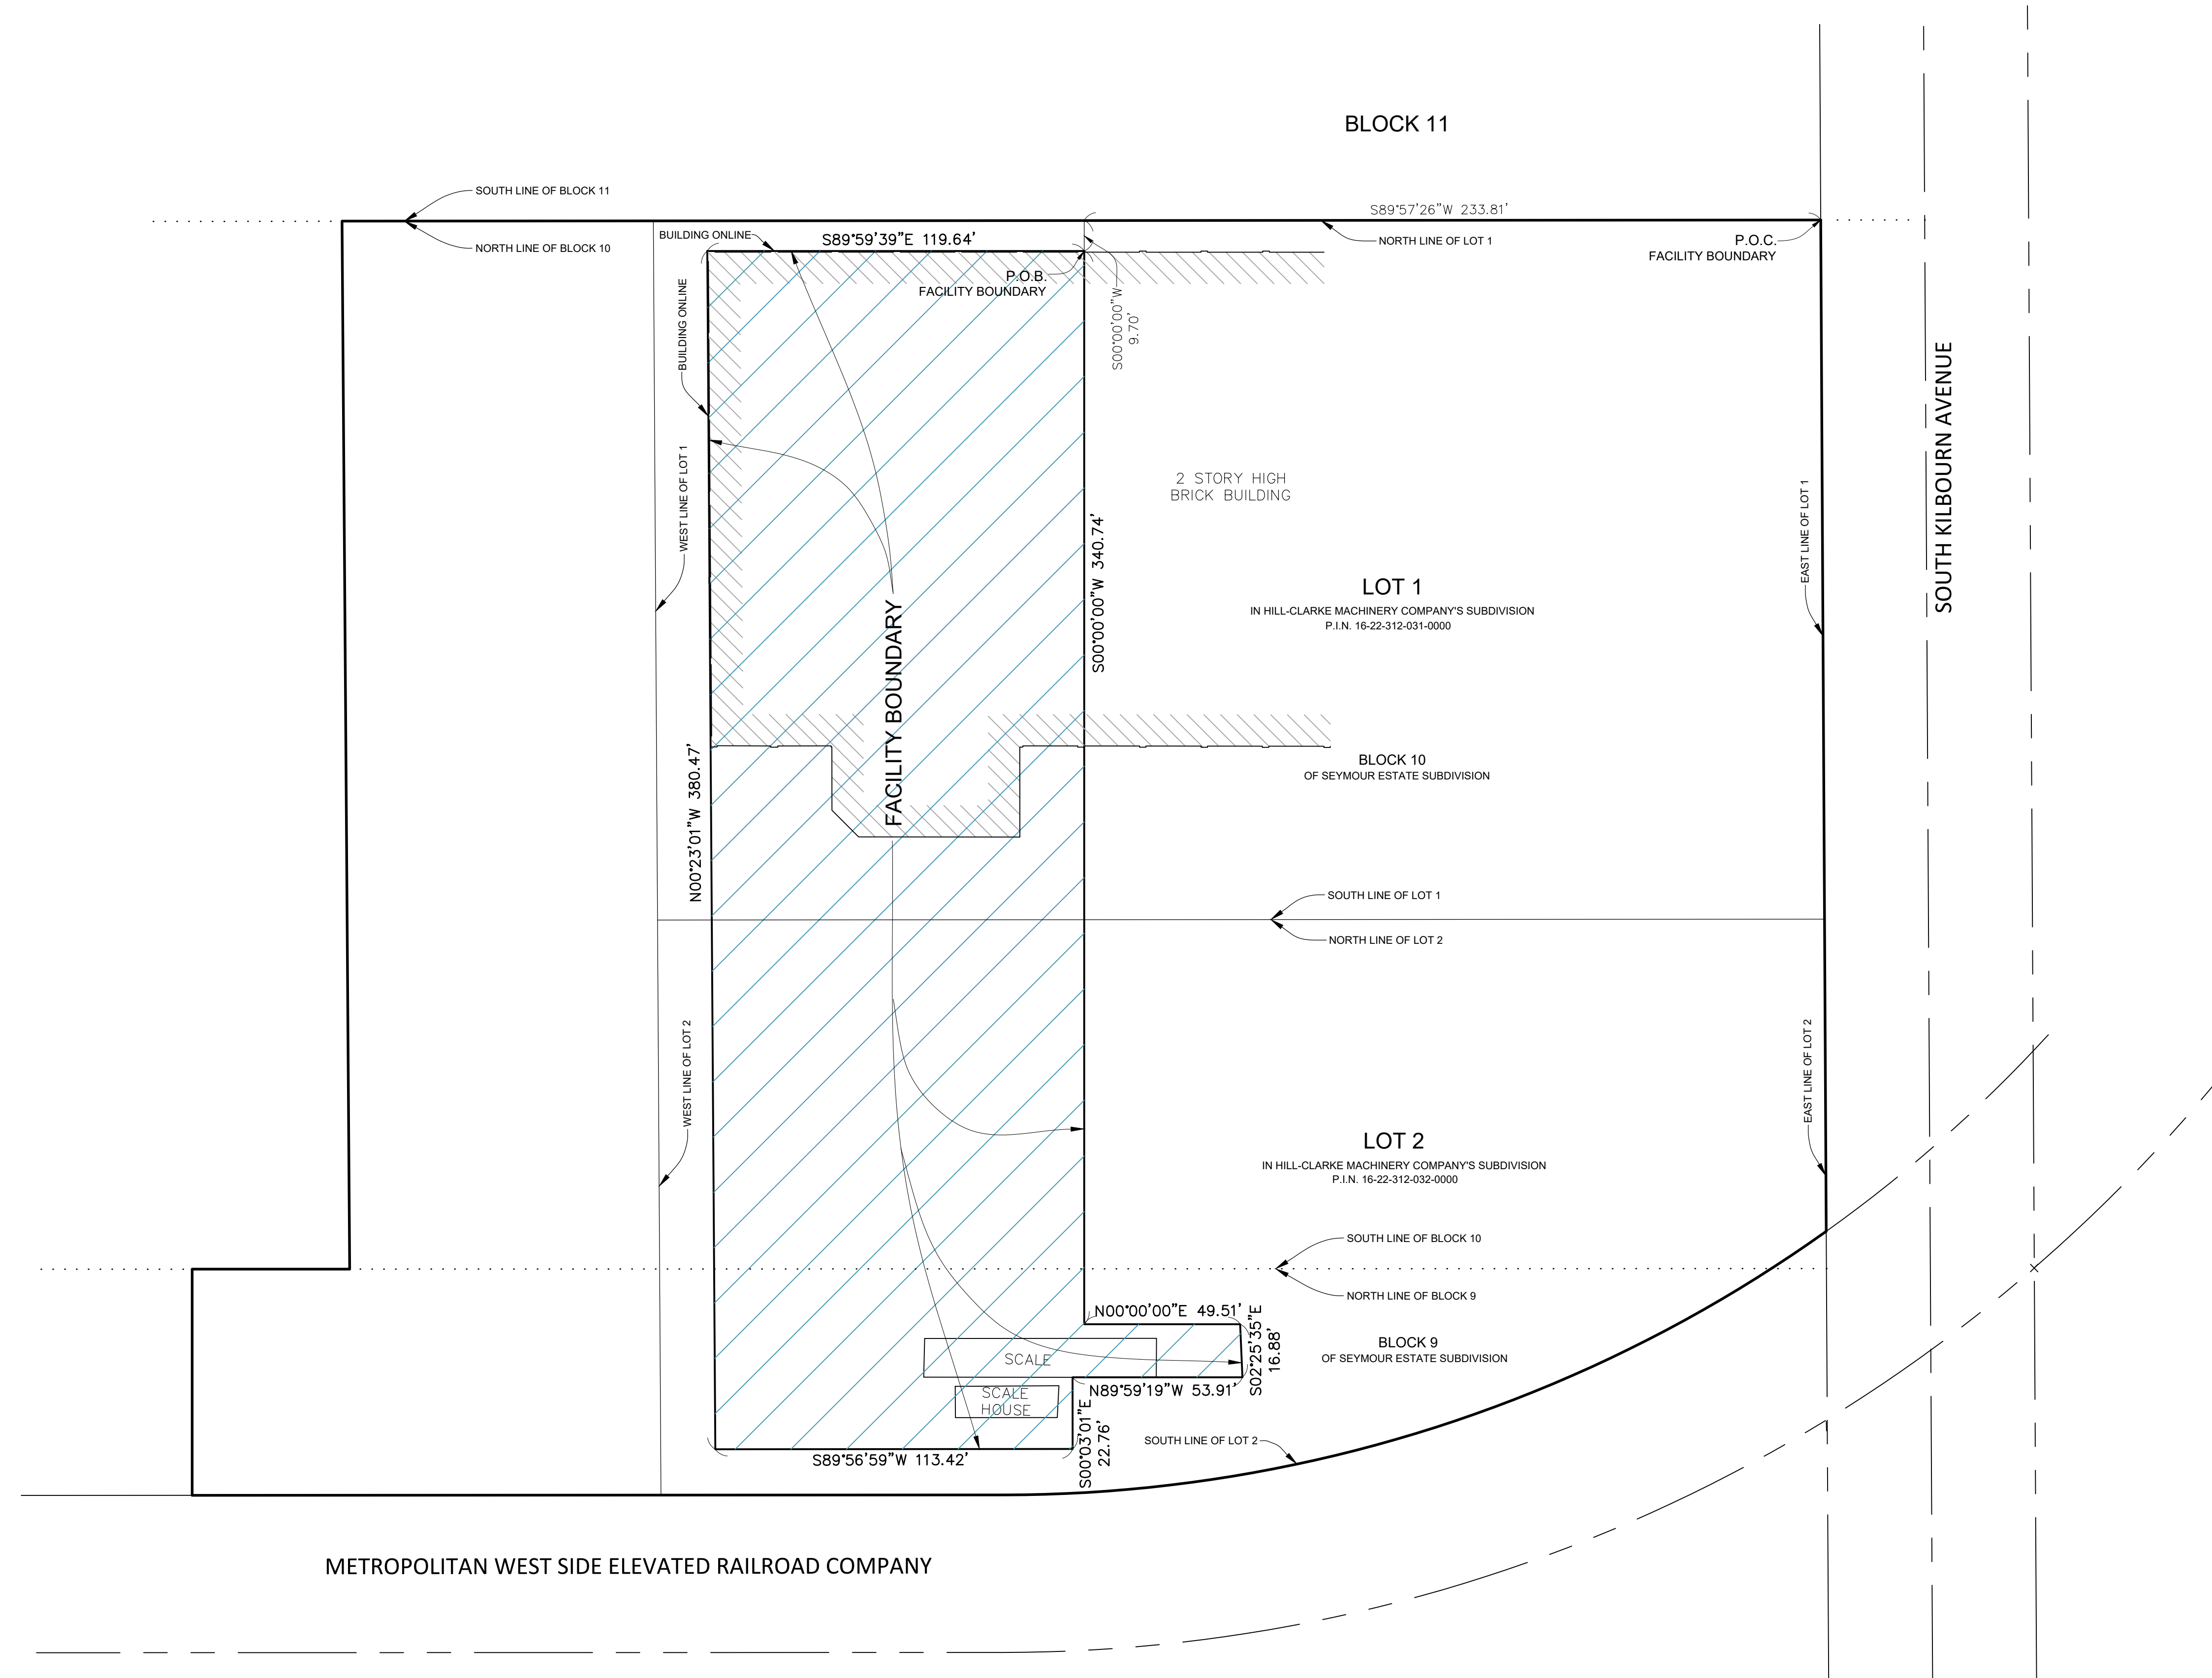 BLOCK 11
SOUTH LINE OF BLOCK 11
NORTH LINE OF BLOCK 10
BUILDING ONLINE
S89°59'39"E 119.64'
S89°57'26"W 233.81'
NORTH LINE OF LOT 1
P.O.C.
FACILITY BOUNDARY
P.O.B.
FACILITY BOUNDARY
S00°00'00"W
9.70'
BUILDING ONLINE
WEST LINE OF LOT 1
2 STORY HIGH
BRICK BUILDING
SOUTH KILBOURN AVENUE
EAST LINE OF LOT 1
S00°00'00"W 340.74'
LOT 1
IN HILL-CLARKE MACHINERY COMPANY'S SUBDIVISION
P.I.N. 16-22-312-031-0000
FACILITY BOUNDARY
N00°23'01"W 380.47'
BLOCK 10
OF SEYMOUR ESTATE SUBDIVISION
SOUTH LINE OF LOT 1
NORTH LINE OF LOT 2
WEST LINE OF LOT 2
EAST LINE OF LOT 2
LOT 2
IN HILL-CLARKE MACHINERY COMPANY'S SUBDIVISION
P.I.N. 16-22-312-032-0000
SOUTH LINE OF BLOCK 10
NORTH LINE OF BLOCK 9
N00°00'00"E 49.51'
S02°25'35"E
16.88'
BLOCK 9
OF SEYMOUR ESTATE SUBDIVISION
SCALE
N89°59'19"W 53.91'
SCALE
HOUSE
S00°03'01"E
22.76'
SOUTH LINE OF LOT 2
S89°56'59"W 113.42'
METROPOLITAN WEST SIDE ELEVATED RAILROAD COMPANY